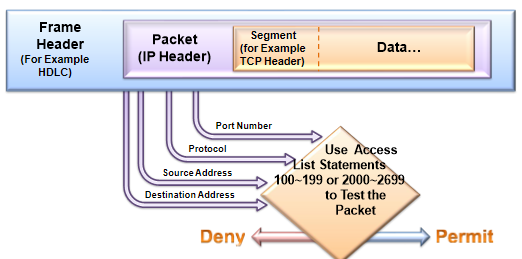 Frame
Header
(For Example
HDLC)
Packet
(IP Header)
Segment
(for Example
TCP Header)
Data…
Port Number
Protocol
Source Address
Destination Address
Use Access
List Statements
100~199 or 2000~2699
to Test the
Packet
Deny
Permit